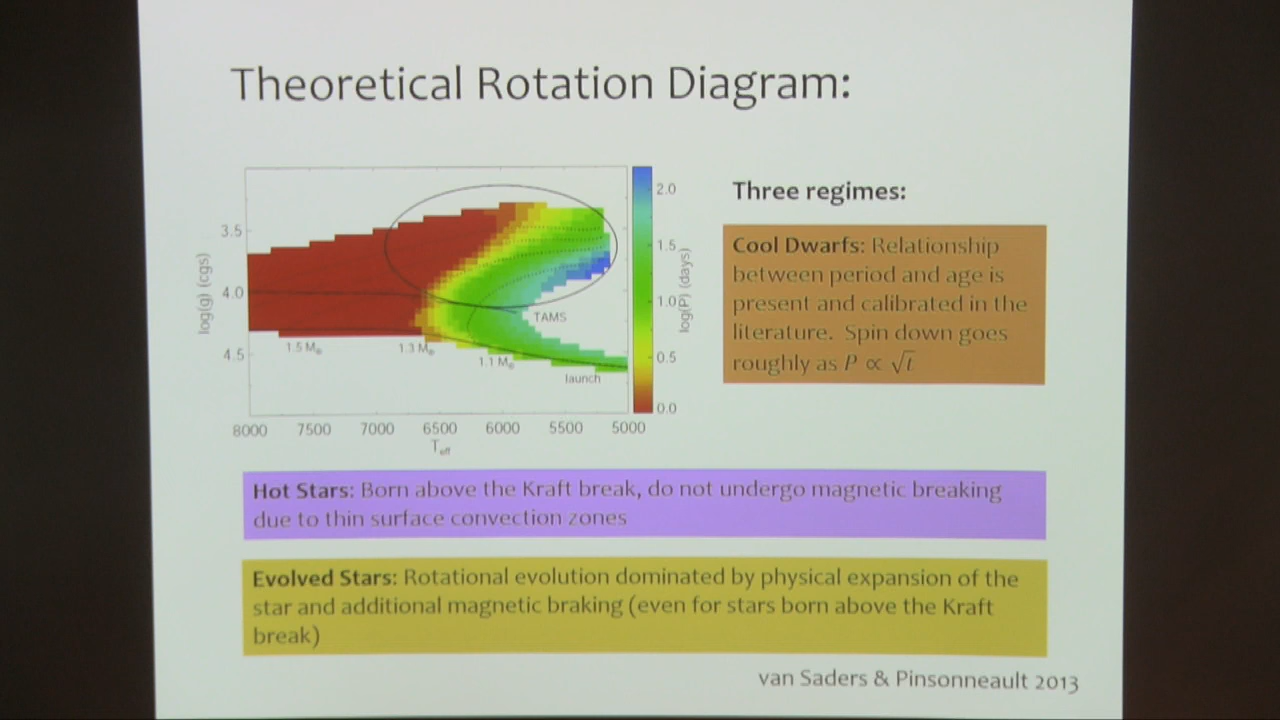 Theoretical Rotation Diagram:
3.5
4.0
4.5
log(g) (cgs)
8000 7500 7000 6500 6000 5500 5000
T_eff
1.5 M⊙
1.3 M⊙
1.1 M⊙
TAMS
launch
2.0
1.5
1.0
0.5
0.0
log(P) (days)
Three regimes:
Cool Dwarfs: Relationship
between period and age is
present and calibrated in the
literature. Spin down goes
roughly as P ∝ √t
Hot Stars: Born above the Kraft break, do not undergo magnetic breaking
due to thin surface convection zones
Evolved Stars: Rotational evolution dominated by physical expansion of the
star and additional magnetic braking (even for stars born above the Kraft
break)
van Saders & Pinsonneault 2013